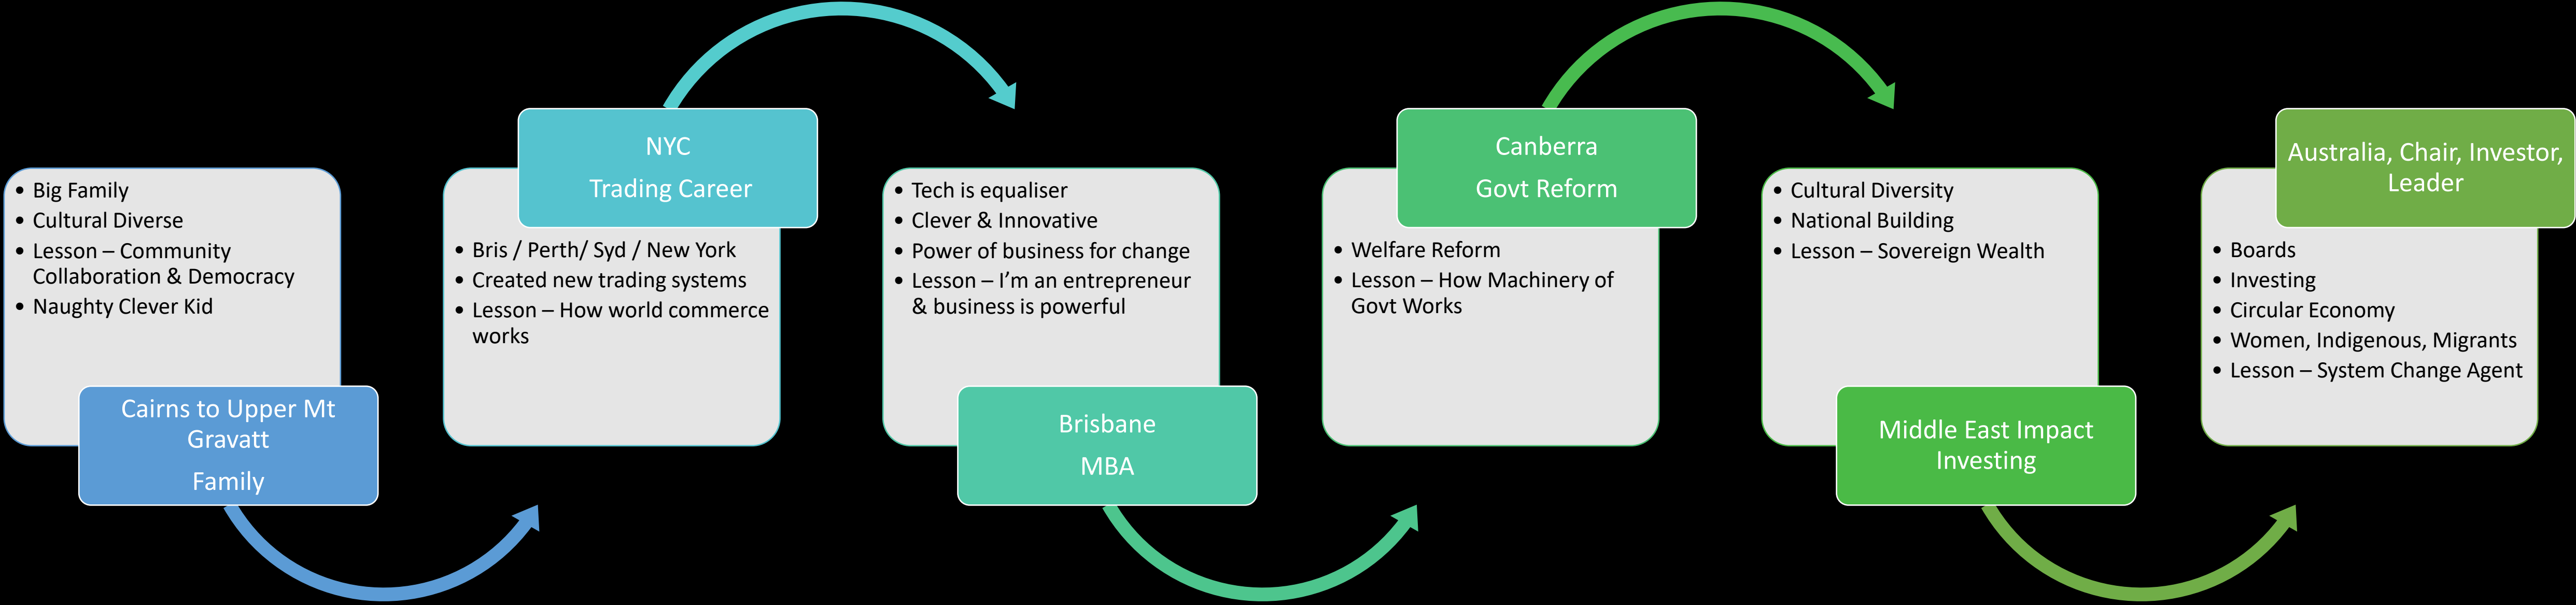 • Big Family
• Cultural Diverse
• Lesson – Community
Collaboration & Democracy
• Naughty Clever Kid
Cairns to Upper Mt
Gravatt
Family
NYC
Trading Career
• Bris / Perth/ Syd / New York
• Created new trading systems
• Lesson – How world commerce
works
• Tech is equaliser
• Clever & Innovative
• Power of business for change
• Lesson – I’m an entrepreneur
& business is powerful
Brisbane
MBA
Canberra
Govt Reform
• Welfare Reform
• Lesson – How Machinery of
Govt Works
• Cultural Diversity
• National Building
• Lesson – Sovereign Wealth
Middle East Impact
Investing
Australia, Chair, Investor,
Leader
• Boards
• Investing
• Circular Economy
• Women, Indigenous, Migrants
• Lesson – System Change Agent